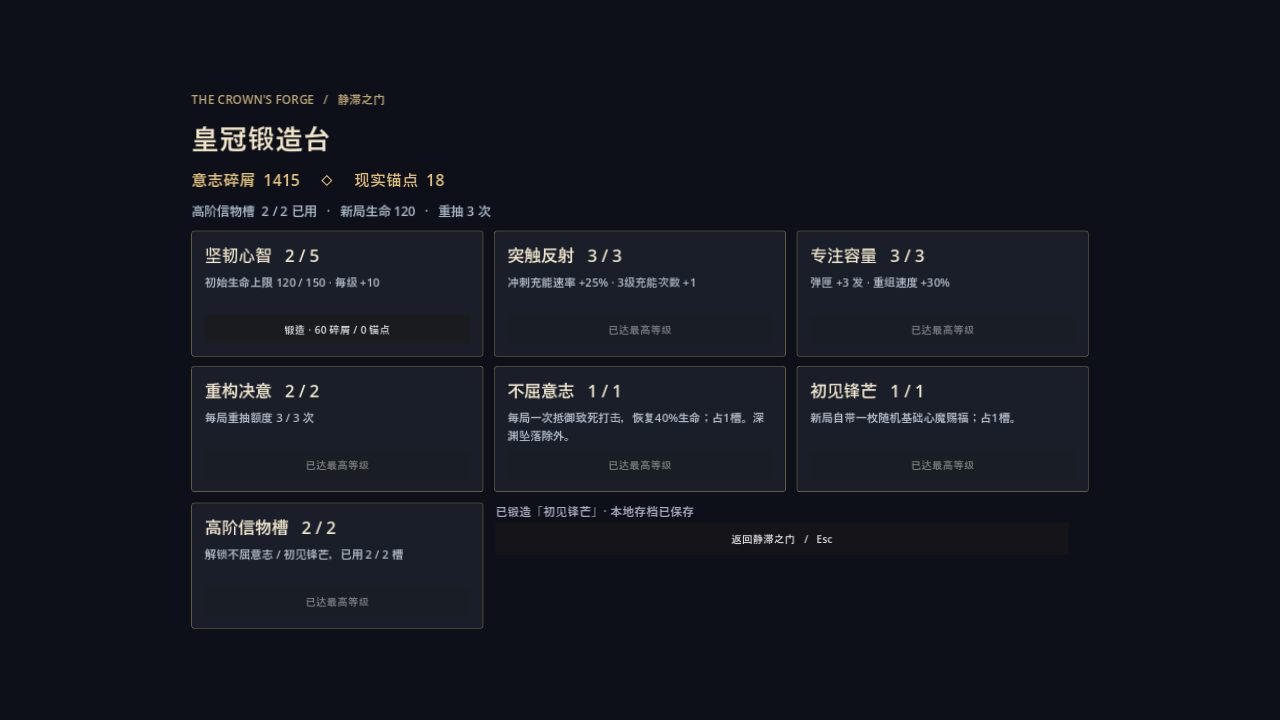 THE CROWN'S FORGE / 静滞之门
皇冠锻造台
意志碎屑 1415 ◇ 现实锚点 18
高阶信物槽 2 / 2 已用 · 新局生命 120 · 重抽 3 次
坚韧心智 2 / 5
初始生命上限 120 / 150 · 每级 +10
锻造 · 60 碎屑 / 0 锚点
突触反射 3 / 3
冲刺充能速率 +25% · 3级充能次数 +1
已达最高等级
专注容量 3 / 3
弹匣 +3 发 · 重组速度 +30%
已达最高等级
重构决意 2 / 2
每局重抽额度 3 / 3 次
已达最高等级
不屈意志 1 / 1
每局一次抵御致死打击，恢复40%生命；占1槽。深
渊坠落除外。
已达最高等级
初见锋芒 1 / 1
新局自带一枚随机基础心魔赐福；占1槽。
已达最高等级
高阶信物槽 2 / 2
解锁不屈意志 / 初见锋芒，已用 2 / 2 槽
已达最高等级
已锻造「初见锋芒」· 本地存档已保存
返回静滞之门 / Esc